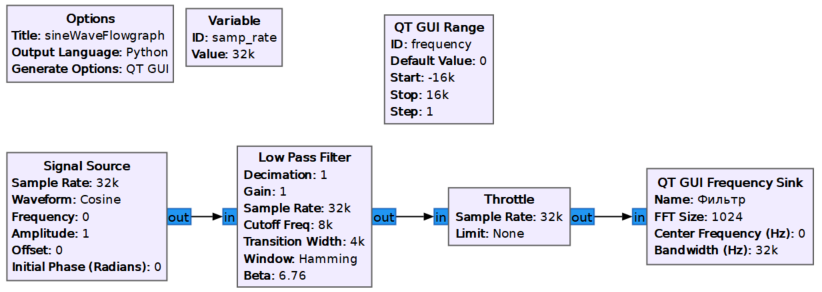 Options
Title: sineWaveFlowgraph
Output Language: Python
Generate Options: QT GUI
Variable
ID: samp_rate
Value: 32k
QT GUI Range
ID: frequency
Default Value: 0
Start: -16k
Stop: 16k
Step: 1
Signal Source
Sample Rate: 32k
Waveform: Cosine
Frequency: 0
Amplitude: 1
Offset: 0
Initial Phase (Radians): 0
out
in
Low Pass Filter
Decimation: 1
Gain: 1
Sample Rate: 32k
Cutoff Freq: 8k
Transition Width: 4k
Window: Hamming
Beta: 6.76
out
in
Throttle
Sample Rate: 32k
Limit: None
out
in
QT GUI Frequency Sink
Name: Фильтр
FFT Size: 1024
Center Frequency (Hz): 0
Bandwidth (Hz): 32k